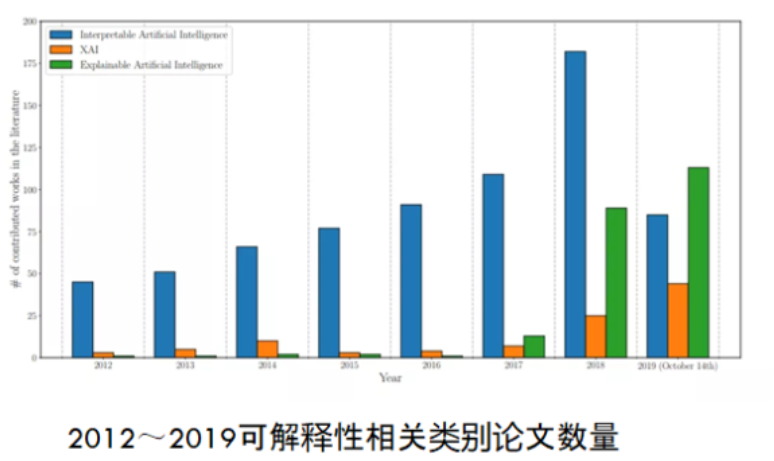 200
175
150
125
100
75
50
25
0
# of contributed works in the literature
Interpretable Artificial Intelligence
XAI
Explainable Artificial Intelligence
2012 2013 2014 2015 2016 2017 2018 2019 (October 14th)
Year
2012～2019可解释性相关类别论文数量